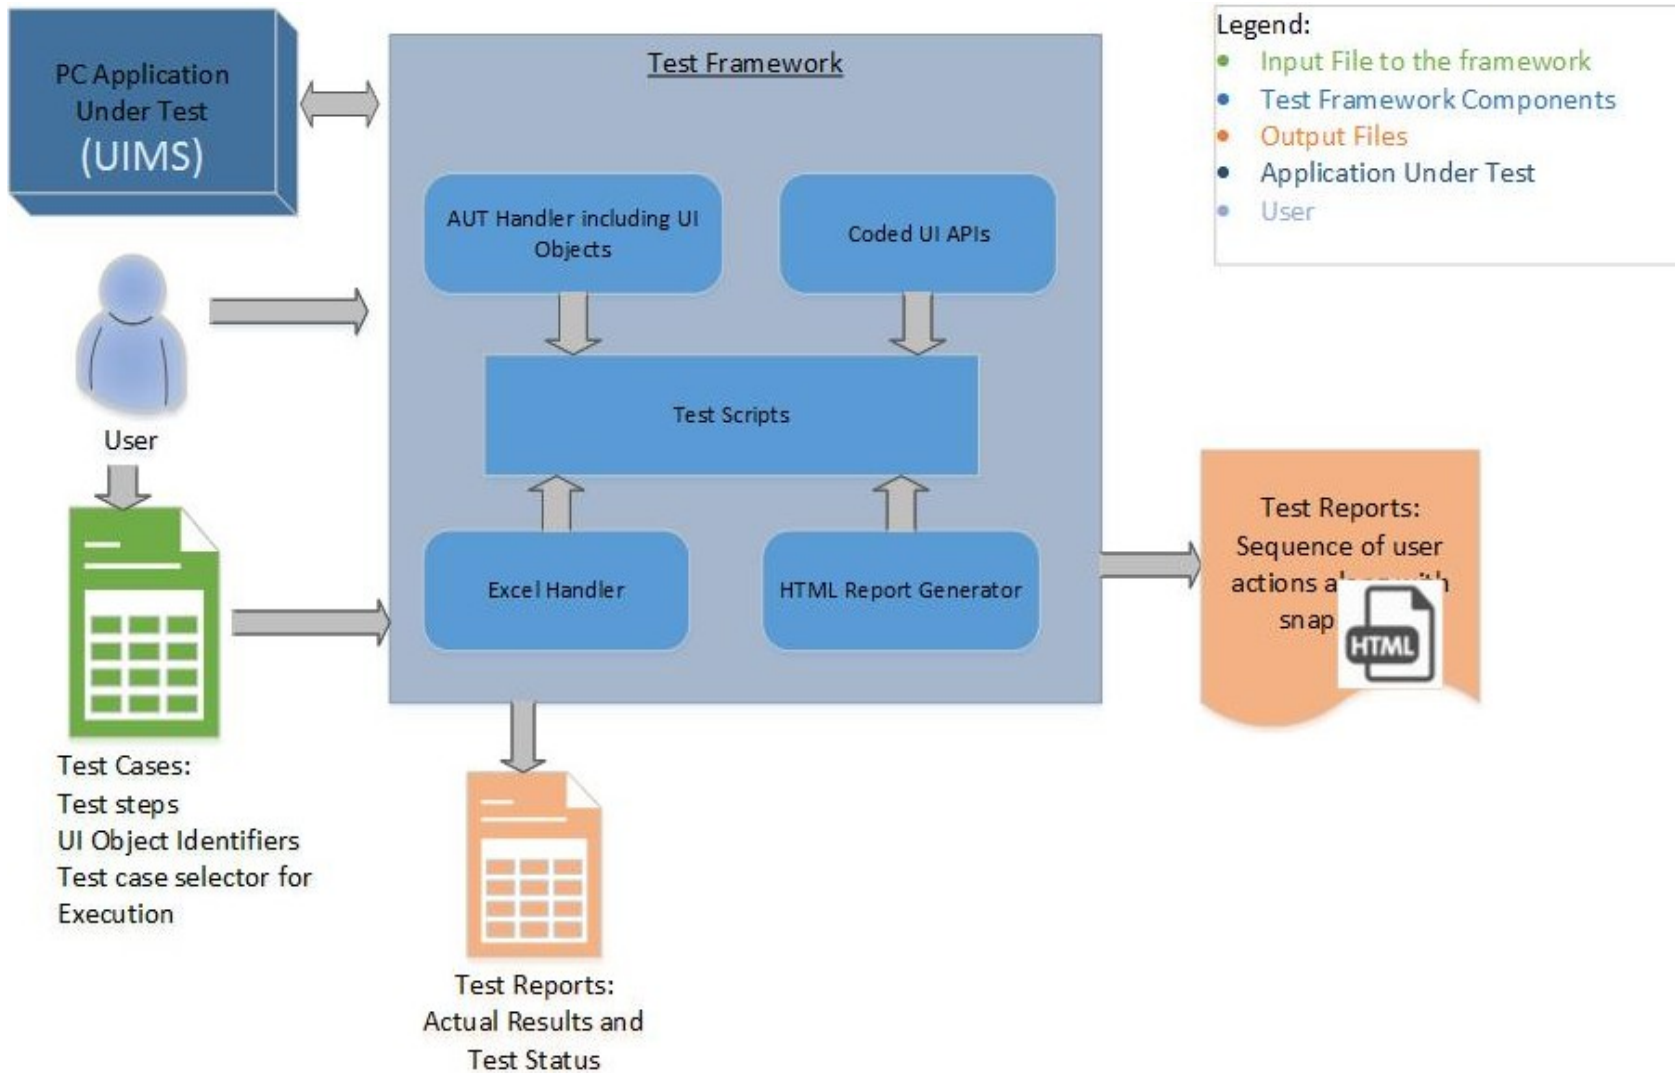 PC Application
Under Test
(UIMS)
Test Framework
Legend:
Input File to the framework
Test Framework Components
Output Files
Application Under Test
User
AUT Handler including UI
Objects
Coded UI APIs
User
Test Scripts
Excel Handler
HTML Report Generator
Test Reports:
Sequence of user
actions
snap
HTML
Test Cases:
Test steps
UI Object Identifiers
Test case selector for
Execution
Test Reports:
Actual Results and
Test Status